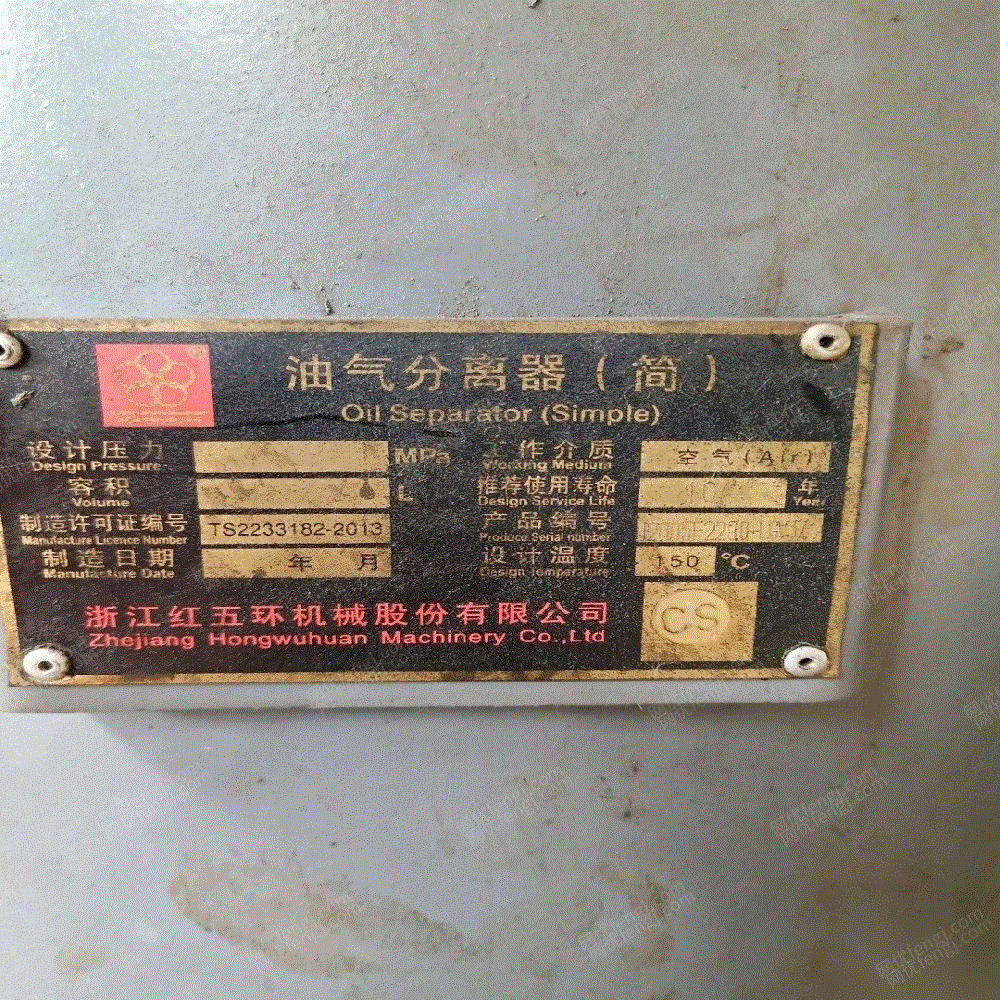 油气分离器（简）
Oil Separator (Simple)
设计压力 MPa 工作介质 空气(Air)
Design Pressure Working Medium
容积 L 推荐使用寿命 10 年
Volume Design Service Life Year
制造许可证编号 TS2233182-2013 产品编号
Manufacture Licence Number Produce Serial number
制造日期 年 月 设计温度 150 °C
Manufacture Date Design Temperature
浙江红五环机械股份有限公司
Zhejiang Hongwuhuan Machinery Co.,Ltd
CS